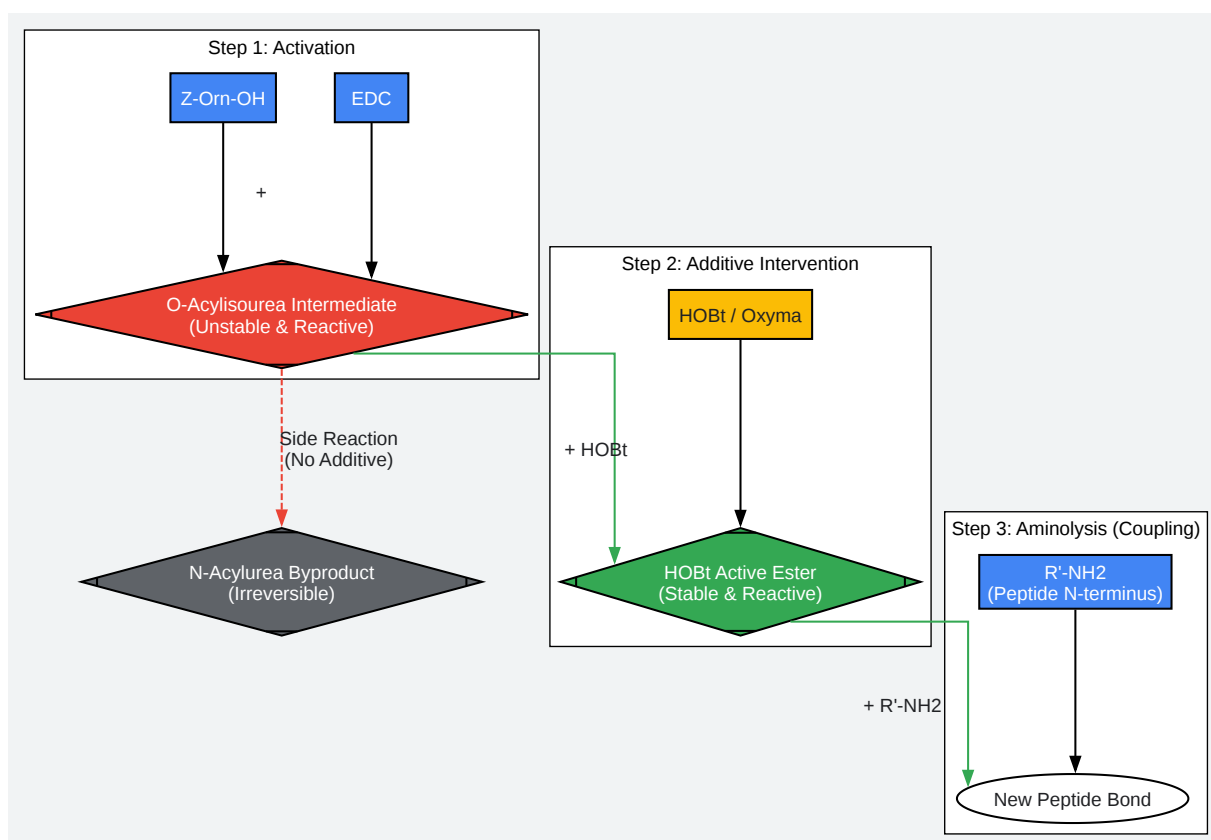 Step 1: Activation
Z-Orn-OH
EDC
+
O-Acylisourea Intermediate
(Unstable & Reactive)
Side Reaction
(No Additive)
N-Acylurea Byproduct
(Irreversible)
Step 2: Additive Intervention
HOBt / Oxyma
+ HOBt
HOBt Active Ester
(Stable & Reactive)
Step 3: Aminolysis (Coupling)
R'-NH2
(Peptide N-terminus)
+ R'-NH2
New Peptide Bond